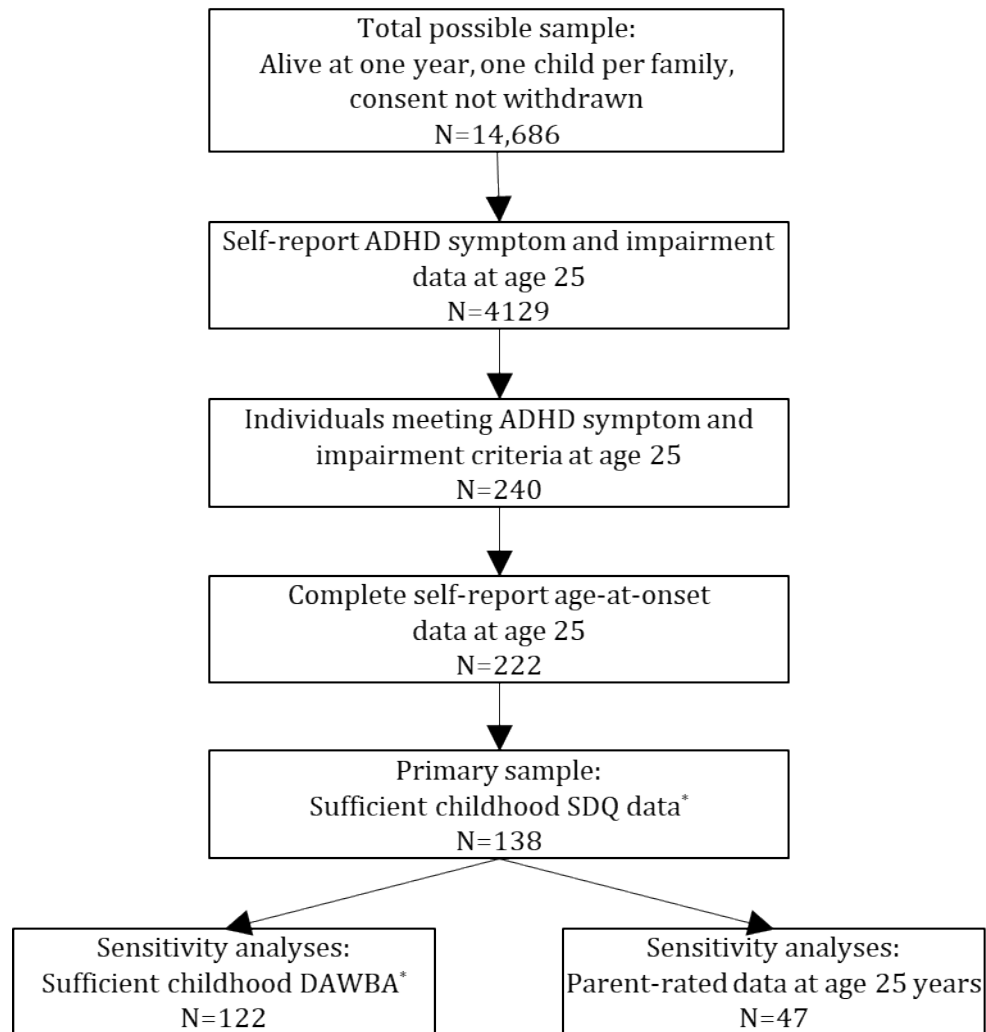 Total possible sample:
Alive at one year, one child per family,
consent not withdrawn
N=14,686
Self-report ADHD symptom and impairment
data at age 25
N=4129
Individuals meeting ADHD symptom and
impairment criteria at age 25
N=240
Complete self-report age-at-onset
data at age 25
N=222
Primary sample:
Sufficient childhood SDQ data*
N=138
Sensitivity analyses:
Sufficient childhood DAWBA*
N=122
Sensitivity analyses:
Parent-rated data at age 25 years
N=47